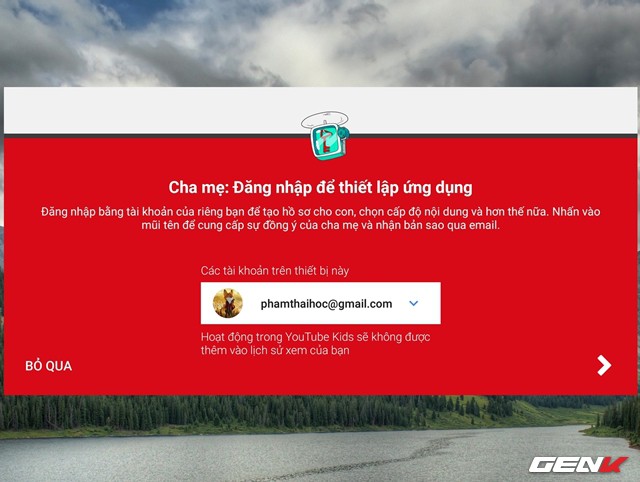 Cha mẹ: Đăng nhập để thiết lập ứng dụng
Đăng nhập bằng tài khoản của riêng bạn để tạo hồ sơ cho con, chọn cấp độ nội dung và hơn thế nữa. Nhấn vào
mũi tên để cung cấp sự đồng ý của cha mẹ và nhận bản sao qua email.
Các tài khoản trên thiết bị này
phamthaihoc@gmail.com
Hoạt động trong YouTube Kids sẽ không được
thêm vào lịch sử xem của bạn
BỎ QUA
GENK